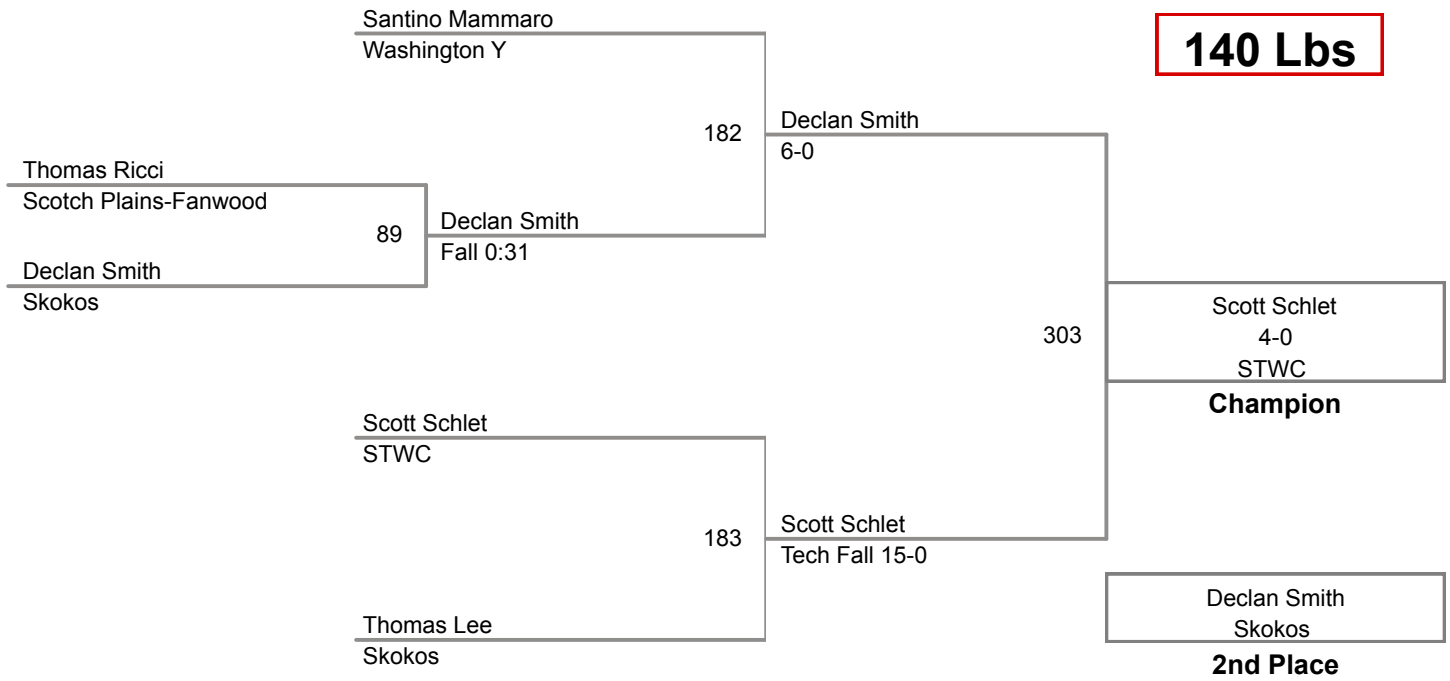 Santino Mammaro
Washington Y
140 Lbs
182
Declan Smith
6-0
Thomas Ricci
Scotch Plains-Fanwood
89
Declan Smith
Fall 0:31
Declan Smith
Skokos
303
Scott Schlet
4-0
STWC
Champion
Scott Schlet
STWC
183
Scott Schlet
Tech Fall 15-0
Thomas Lee
Skokos
Declan Smith
Skokos
2nd Place